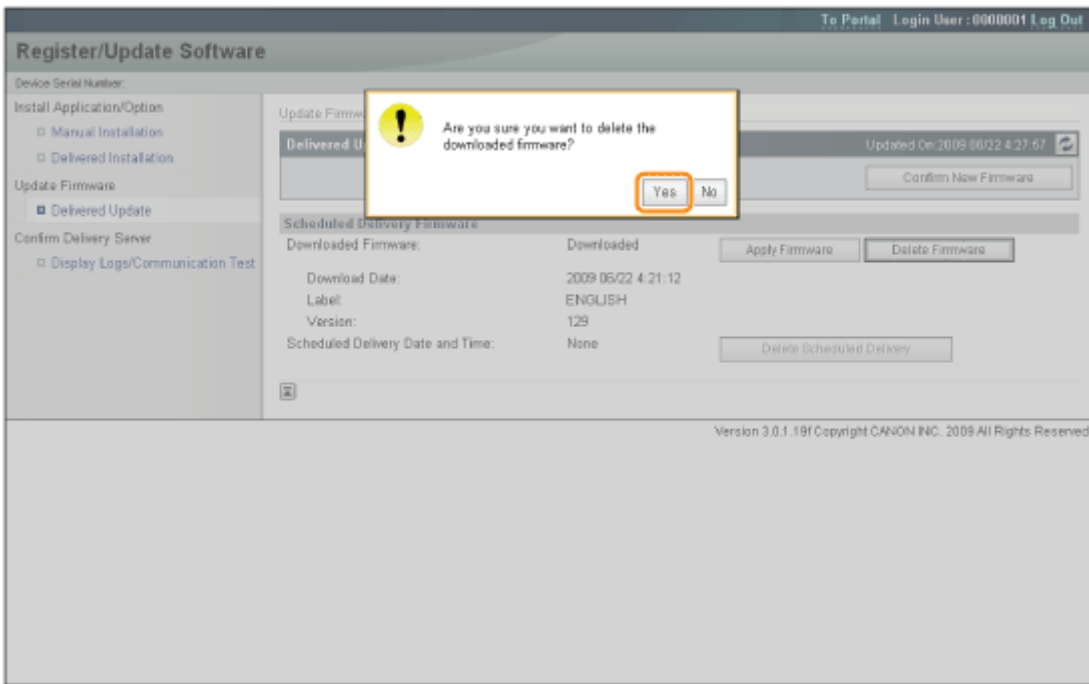 To Portal Login User : 0000001 Log Out
Register/Update Software
Device Serial Number:
Install Application/Option
Manual Installation
Delivered Installation
Update Firmware
Delivered Update
Confirm Delivery Server
Display Logs/Communication Test
Update Firmw
Delivered U
Updated On:2009 06/22 4:27:57
Confirm New Firmware
Are you sure you want to delete the
downloaded firmware?
Yes No
Scheduled Delivery Firmware
Downloaded Firmware: Downloaded Apply Firmware Delete Firmware
Download Date: 2009 06/22 4:21:12
Label: ENGLISH
Version: 129
Scheduled Delivery Date and Time: None Delete Scheduled Delivery
Version 3.0.1.19f Copyright CANON INC. 2009 All Rights Reserved